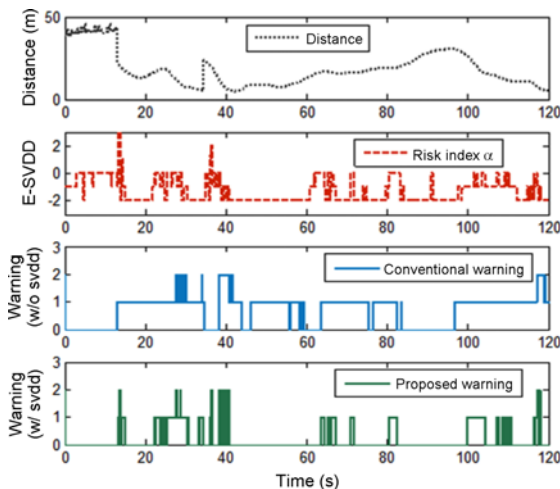 Distance (m)
50
0
Distance
0 20 40 60 80 100 120
E-SVDD
0
-2
Risk index α
0 20 40 60 80 100 120
Warning
(w/o svdd)
3
2
1
0
Conventional warning
0 20 40 60 80 100 120
Warning
(w/ svdd)
3
2
1
0
Proposed warning
0 20 40 60 80 100 120
Time (s)